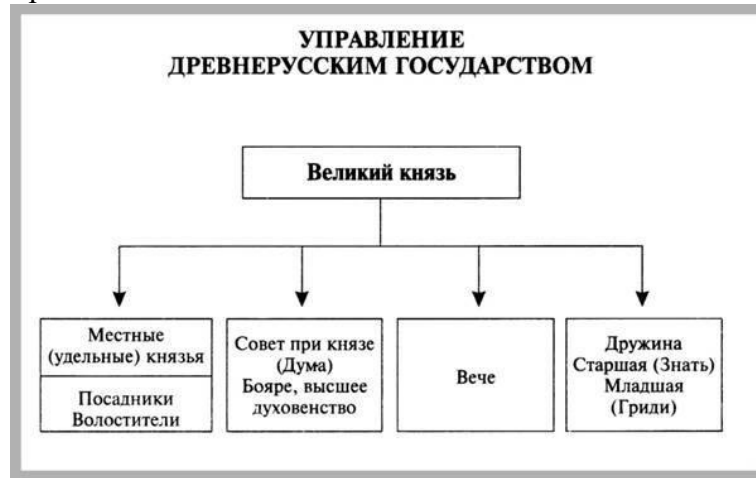 УПРАВЛЕНИЕ
ДРЕВНЕРУССКИМ ГОСУДАРСТВОМ
Великий князь
Местные
(удельные) князья
Посадники
Волостители
Совет при князе
(Дума)
Бояре, высшее
духовенство
Вече
Дружина
Старшая (Знать)
Младшая
(Гриди)